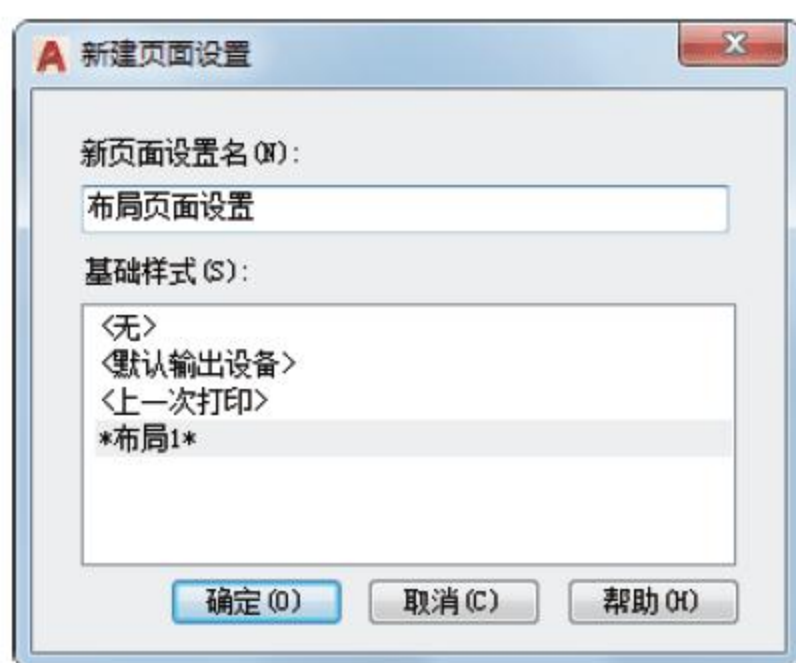 新建页面设置
新页面设置名(N):
布局页面设置
基础样式(S):
<无>
<默认输出设备>
<上一次打印>
*布局1*
确定(O) 取消(C) 帮助(H)